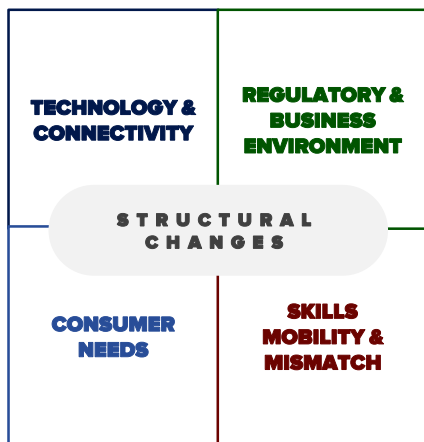 TECHNOLOGY &
CONNECTIVITY
REGULATORY &
BUSINESS
ENVIRONMENT
STRUCTURAL
CHANGES
CONSUMER
NEEDS
SKILLS
MOBILITY &
MISMATCH